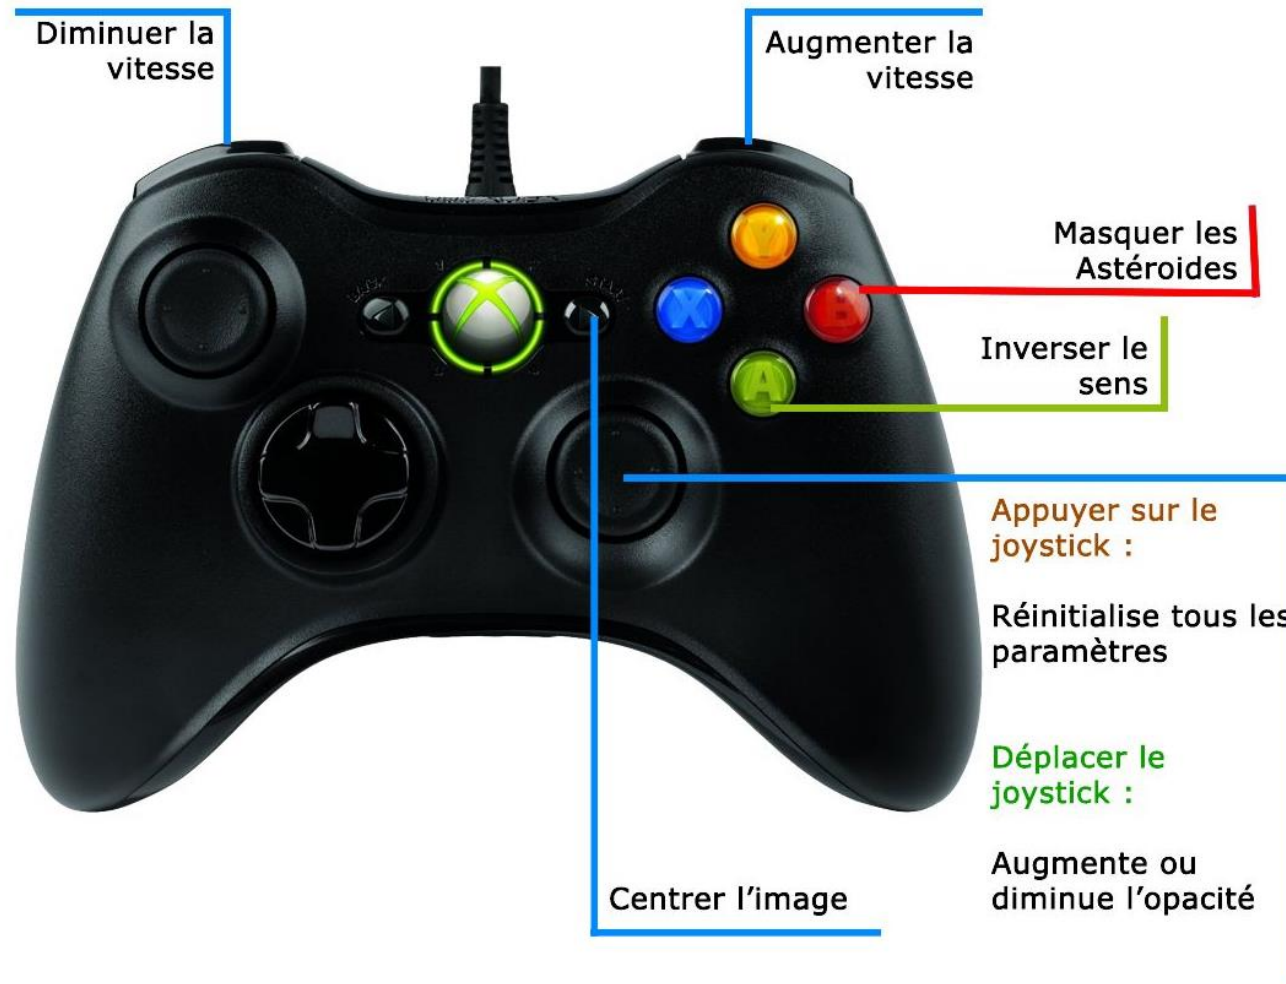 Diminuer la
vitesse
Augmenter la
vitesse
Y
Masquer les
Astéroides
X
B
Inverser le
sens
A
Appuyer sur le
joystick :
Réinitialise tous les
paramètres
Déplacer le
joystick :
Augmente ou
diminue l'opacité
Centrer l'image